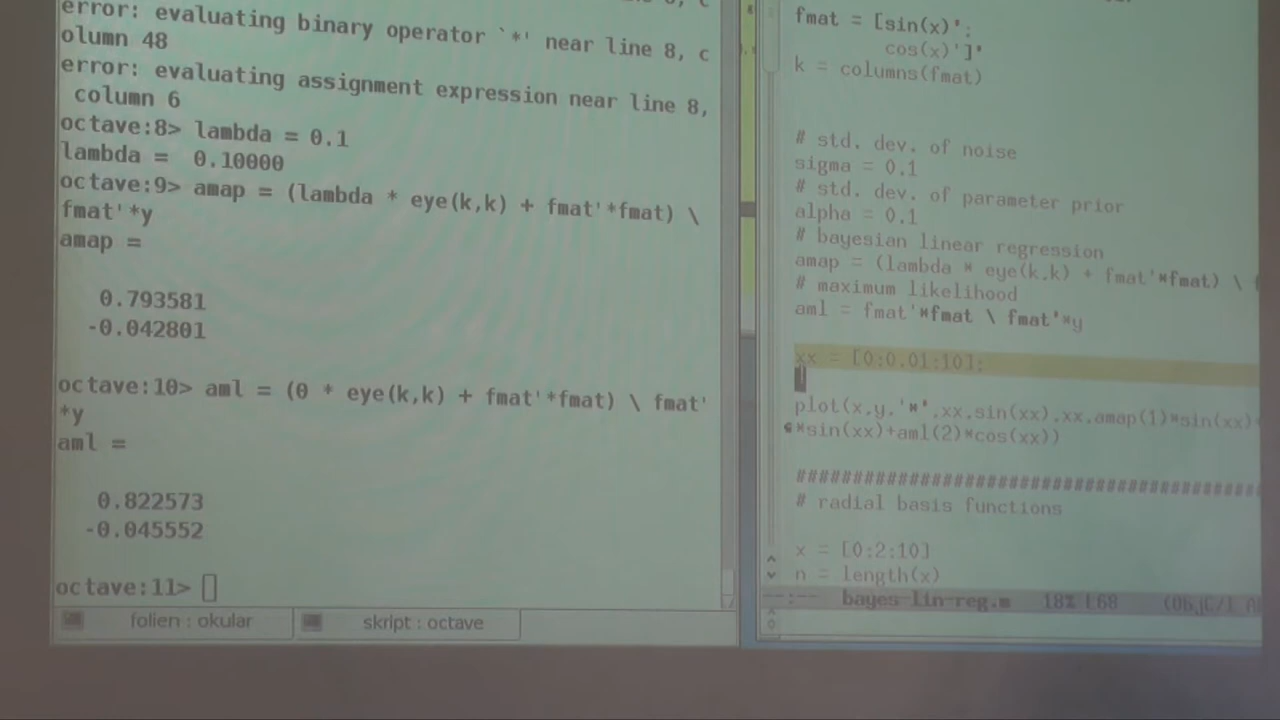 error: evaluating binary operator `*' near line 8, c
olumn 48
error: evaluating assignment expression near line 8,
 column 6
octave:8> lambda = 0.1
lambda =  0.10000
octave:9> amap = (lambda * eye(k,k) + fmat'*fmat) \
fmat'*y
amap =
0.793581
-0.042801
octave:10> aml = (0 * eye(k,k) + fmat'*fmat) \ fmat'
*y
aml =
0.822573
-0.045552
octave:11>
folien : okular
skript : octave
fmat = [sin(x)';
cos(x)']'
k = columns(fmat)
# std. dev. of noise
sigma = 0.1
# std. dev. of parameter prior
alpha = 0.1
# bayesian linear regression
amap = (lambda * eye(k,k) + fmat'*fmat) \
# maximum likelihood
aml = fmat'*fmat \ fmat'*y
xx = [0:0.01:10];
plot(x,y,'*',xx,sin(xx),xx,amap(1)*sin(xx)+
*sin(xx)+aml(2)*cos(xx))
########################################
# radial basis functions
x = [0:2:10]
n = length(x)
--:-- bayes-lin-reg.m 18% L68 (ObjC/l